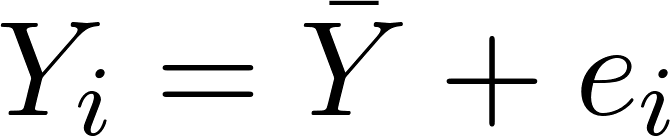 Yᵢ = Ȳ + eᵢ